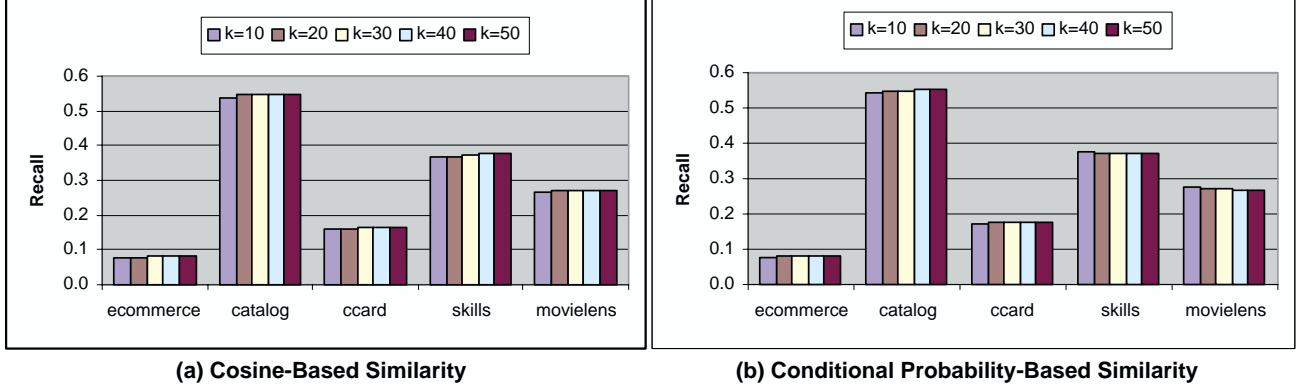 k=10 k=20 k=30 k=40 k=50
0.6
0.5
0.4
0.3
0.2
0.1
0.0
Recall
ecommerce catalog ccard skills movielens
(a) Cosine-Based Similarity
k=10 k=20 k=30 k=40 k=50
0.6
0.5
0.4
0.3
0.2
0.1
0.0
Recall
ecommerce catalog ccard skills movielens
(b) Conditional Probability-Based Similarity